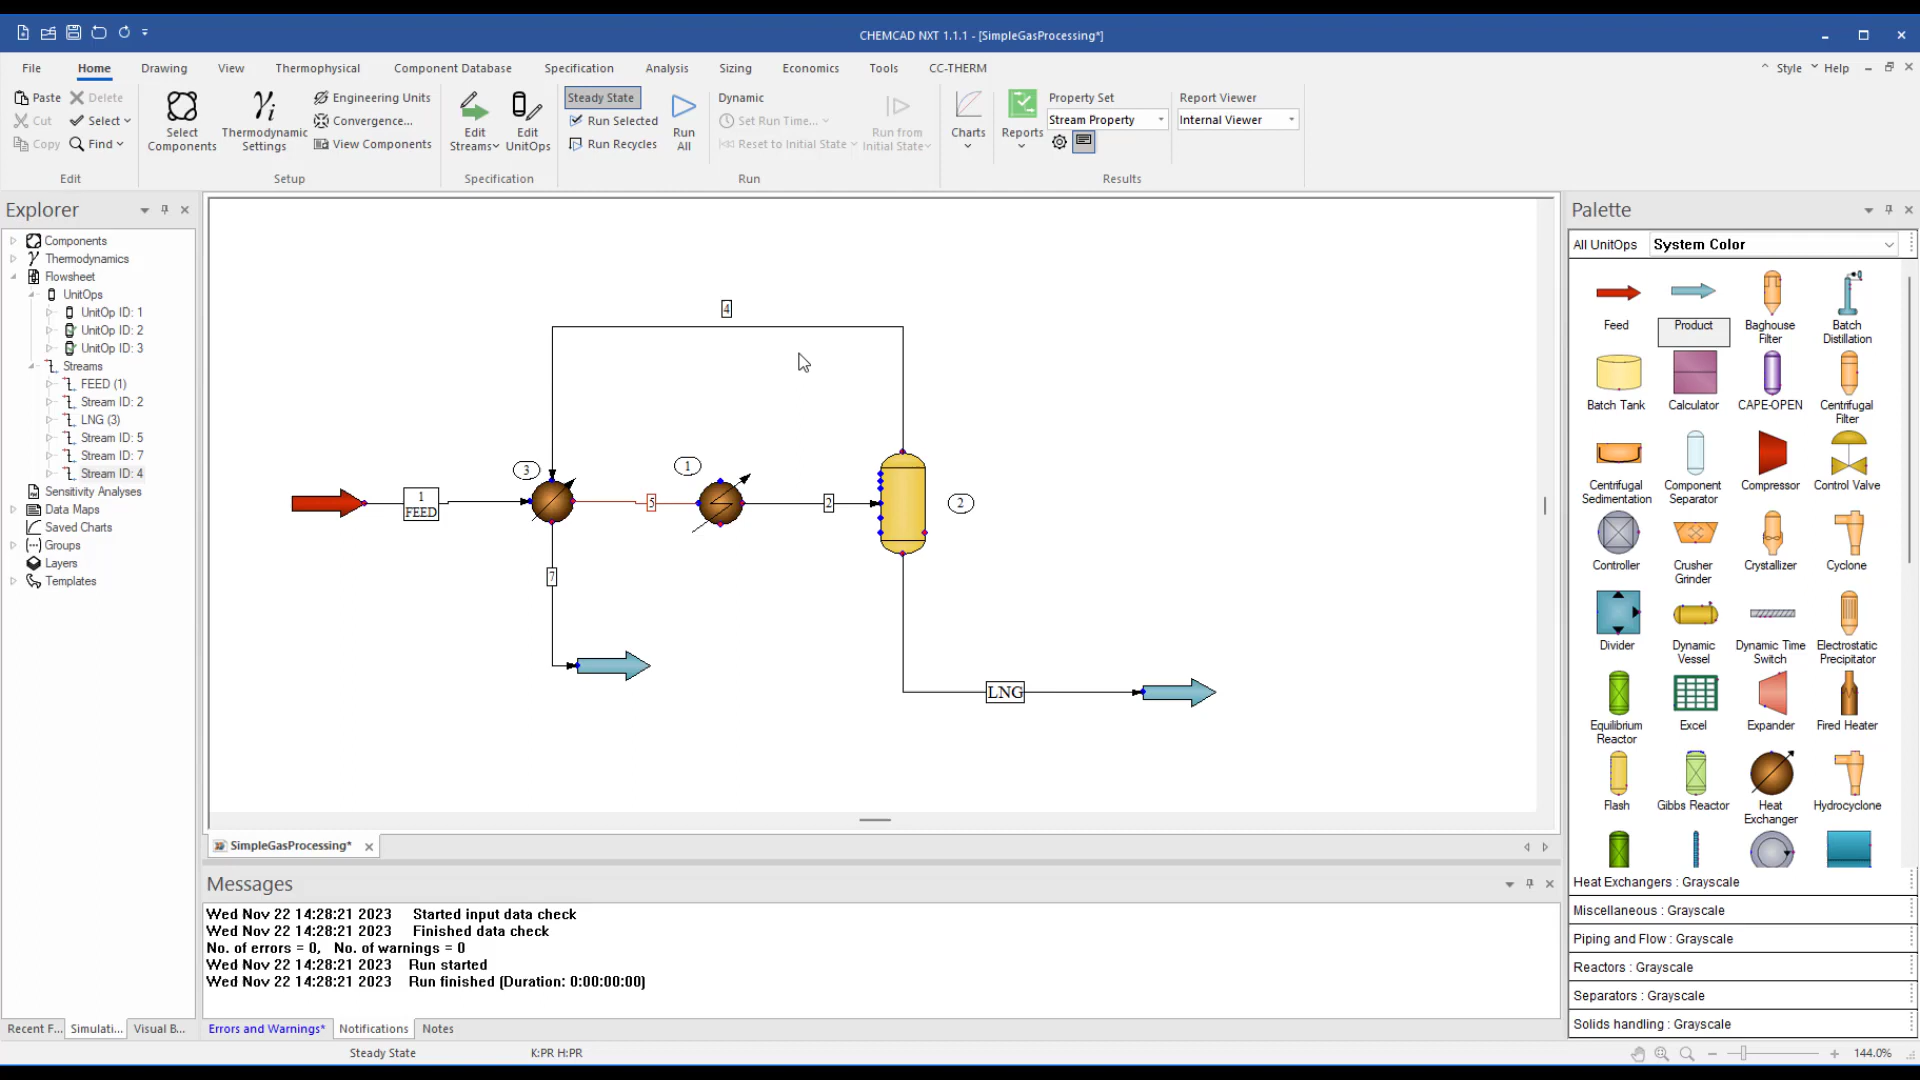 CHEMCAD NXT 1.1.1 - [SimpleGasProcessing*]
File Home Drawing View Thermophysical Component Database Specification Analysis Sizing Economics Tools CC-THERM Style Help
Paste Delete
Cut Select
Copy Find
Edit
Select Components
Thermodynamic Settings
Engineering Units
Convergence...
View Components
Setup
Edit Streams
Edit UnitOps
Specification
Steady State
Run Selected
Run Recycles
Run All
Dynamic
Set Run Time...
Reset to Initial State
Run from Initial State
Run
Charts
Reports
Property Set
Stream Property
Report Viewer
Internal Viewer
Results
Explorer
Components
Thermodynamics
Flowsheet
UnitOps
UnitOp ID: 1
UnitOp ID: 2
UnitOp ID: 3
Streams
FEED (1)
Stream ID: 2
LNG (3)
Stream ID: 5
Stream ID: 7
Stream ID: 4
Sensitivity Analyses
Data Maps
Saved Charts
Groups
Layers
Templates
Recent F... Simulati... Visual B...
4
3
1
1
FEED
5
2
2
7
LNG
SimpleGasProcessing*
Messages
Wed Nov 22 14:28:21 2023 Started input data check
Wed Nov 22 14:28:21 2023 Finished data check
No. of errors = 0, No. of warnings = 0
Wed Nov 22 14:28:21 2023 Run started
Wed Nov 22 14:28:21 2023 Run finished (Duration: 0:00:00:00)
Errors and Warnings* Notifications Notes
Palette
All UnitOps System Color
Feed Product Baghouse Filter Batch Distillation
Batch Tank Calculator CAPE-OPEN Centrifugal Filter
Centrifugal Sedimentation Component Separator Compressor Control Valve
Controller Crusher Grinder Crystallizer Cyclone
Divider Dynamic Vessel Dynamic Time Switch Electrostatic Precipitator
Equilibrium Reactor Excel Expander Fired Heater
Flash Gibbs Reactor Heat Exchanger Hydrocyclone
Heat Exchangers : Grayscale
Miscellaneous : Grayscale
Piping and Flow : Grayscale
Reactors : Grayscale
Separators : Grayscale
Solids handling : Grayscale
Steady State K:PR H:PR 144.0%